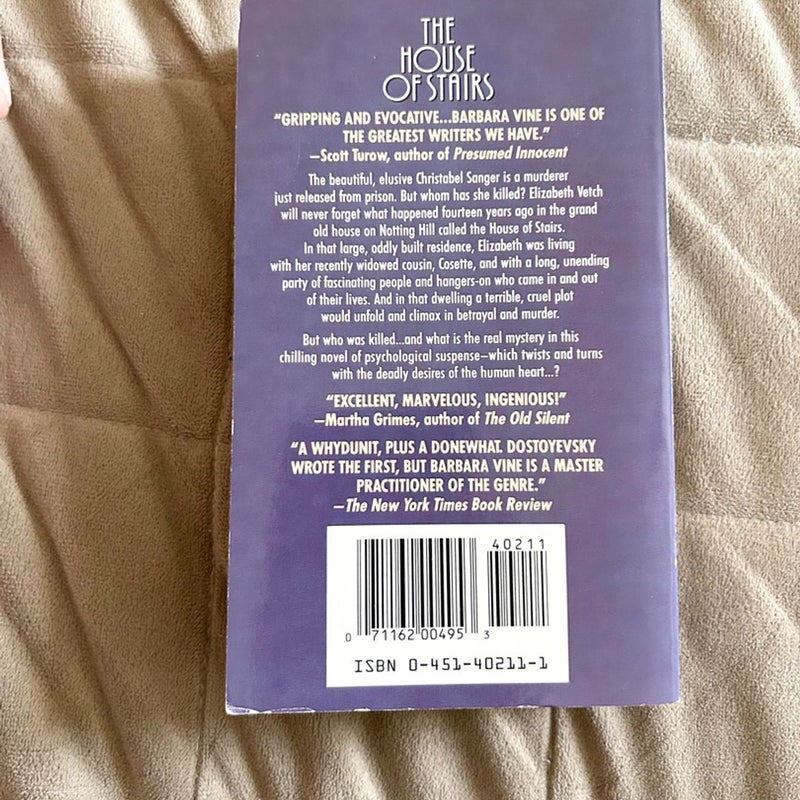 THE
HOUSE
OF STAIRS
"GRIPPING AND EVOCATIVE...BARBARA VINE IS ONE OF
THE GREATEST WRITERS WE HAVE."
—Scott Turow, author of Presumed Innocent
The beautiful, elusive Christabel Sanger is a murderer
just released from prison. But whom has she killed? Elizabeth Vetch
will never forget what happened fourteen years ago in the grand
old house on Notting Hill called the House of Stairs.
In that large, oddly built residence, Elizabeth was living
with her recently widowed cousin, Cosette, and with a long, unending
party of fascinating people and hangers-on who came in and out
of their lives. And in that dwelling a terrible, cruel plot
would unfold and climax in betrayal and murder.
But who was killed...and what is the real mystery in this
chilling novel of psychological suspense—which twists and turns
with the deadly desires of the human heart...?
"EXCELLENT, MARVELOUS, INGENIOUS!"
—Martha Grimes, author of The Old Silent
"A WHYDUNIT, PLUS A DONEWHAT. DOSTOYEVSKY
WROTE THE FIRST, BUT BARBARA VINE IS A MASTER
PRACTITIONER OF THE GENRE."
—The New York Times Book Review
40211
0 71162 00495 3
ISBN 0-451-40211-1